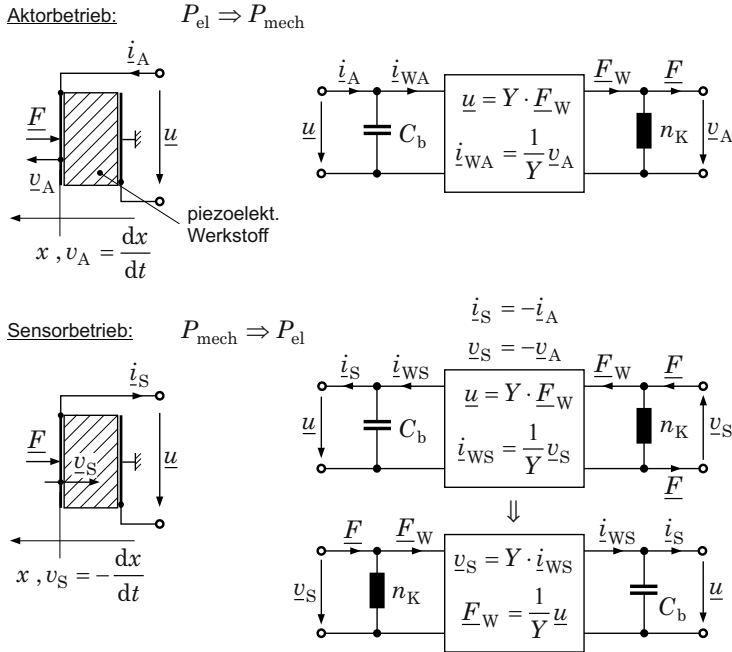 Aktorbetrieb: P_el ⇒ P_mech
i_A
F
u
v_A
piezoelekt.
Werkstoff
x , v_A = dx/dt
i_A i_WA F_W F
u C_b u = Y · F_W n_K v_A
i_WA = 1/Y v_A
Sensorbetrieb: P_mech ⇒ P_el
i_S
F
v_S
u
x , v_S = − dx/dt
i_S = −i_A
v_S = −v_A
i_S i_WS F_W F
u C_b u = Y · F_W n_K v_S
i_WS = 1/Y v_S
F
⇓
F F_W i_WS i_S
v_S n_K v_S = Y · i_WS C_b u
F_W = 1/Y u